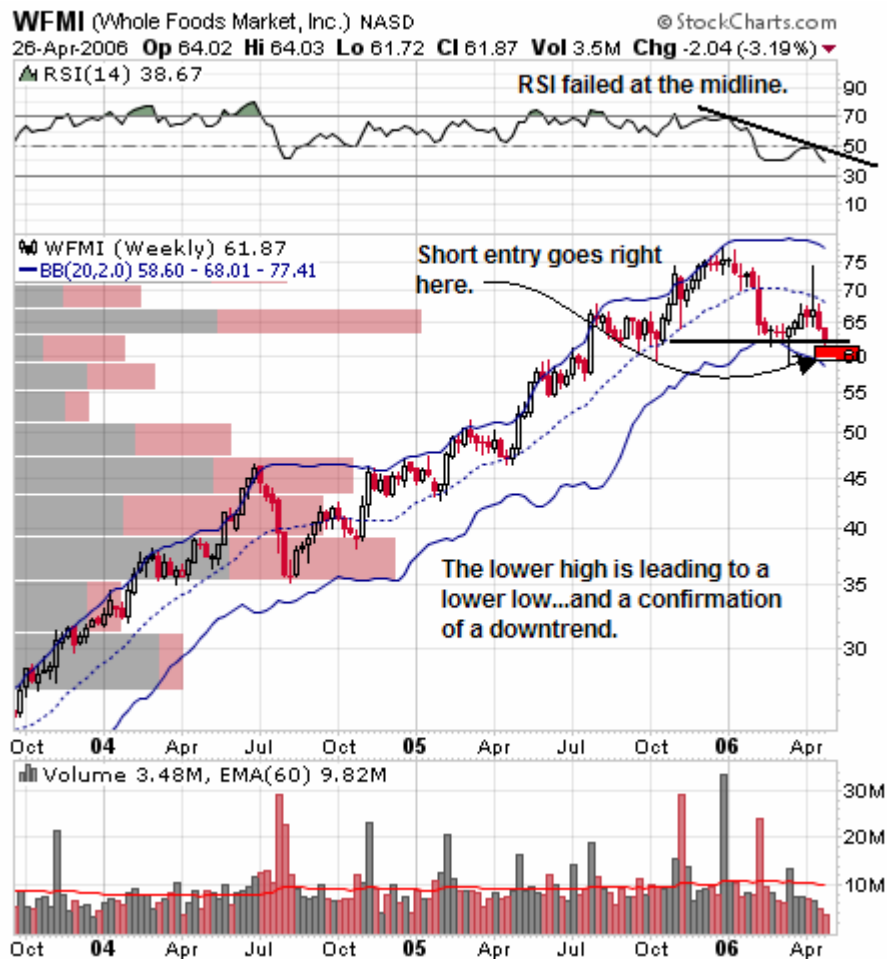 WFMI (Whole Foods Market, Inc.) NASD © StockCharts.com
26-Apr-2006 Op 64.02 Hi 64.03 Lo 61.72 Cl 61.87 Vol 3.5M Chg -2.04 (-3.19%)
RSI(14) 38.67
RSI failed at the midline.
90
70
50
30
10
WFMI (Weekly) 61.87
BB(20,2.0) 58.60 - 68.01 - 77.41
Short entry goes right
here.
75
70
65
60
55
50
45
40
35
30
The lower high is leading to a
lower low...and a confirmation
of a downtrend.
Oct 04 Apr Jul Oct 05 Apr Jul Oct 06 Apr
Volume 3.48M, EMA(60) 9.82M
30M
20M
10M
Oct 04 Apr Jul Oct 05 Apr Jul Oct 06 Apr